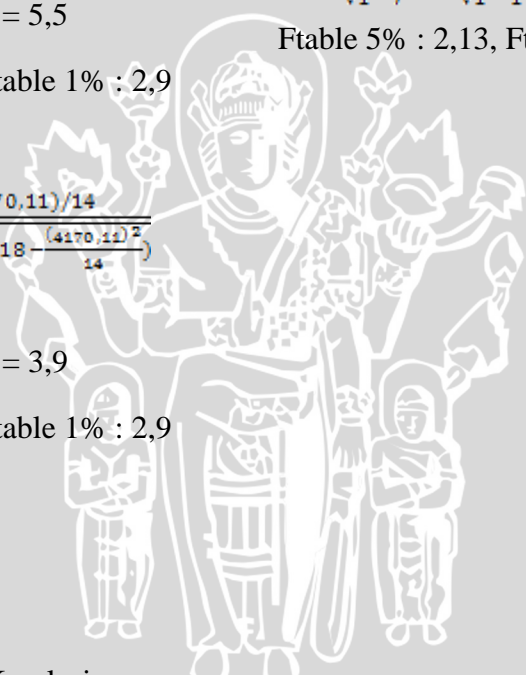 = 5,5
Ftable 5% : 2,13, Ft
table 1% : 2,9
0,11)/14
18 - (4170,11)²
14 )
= 3,9
table 1% : 2,9